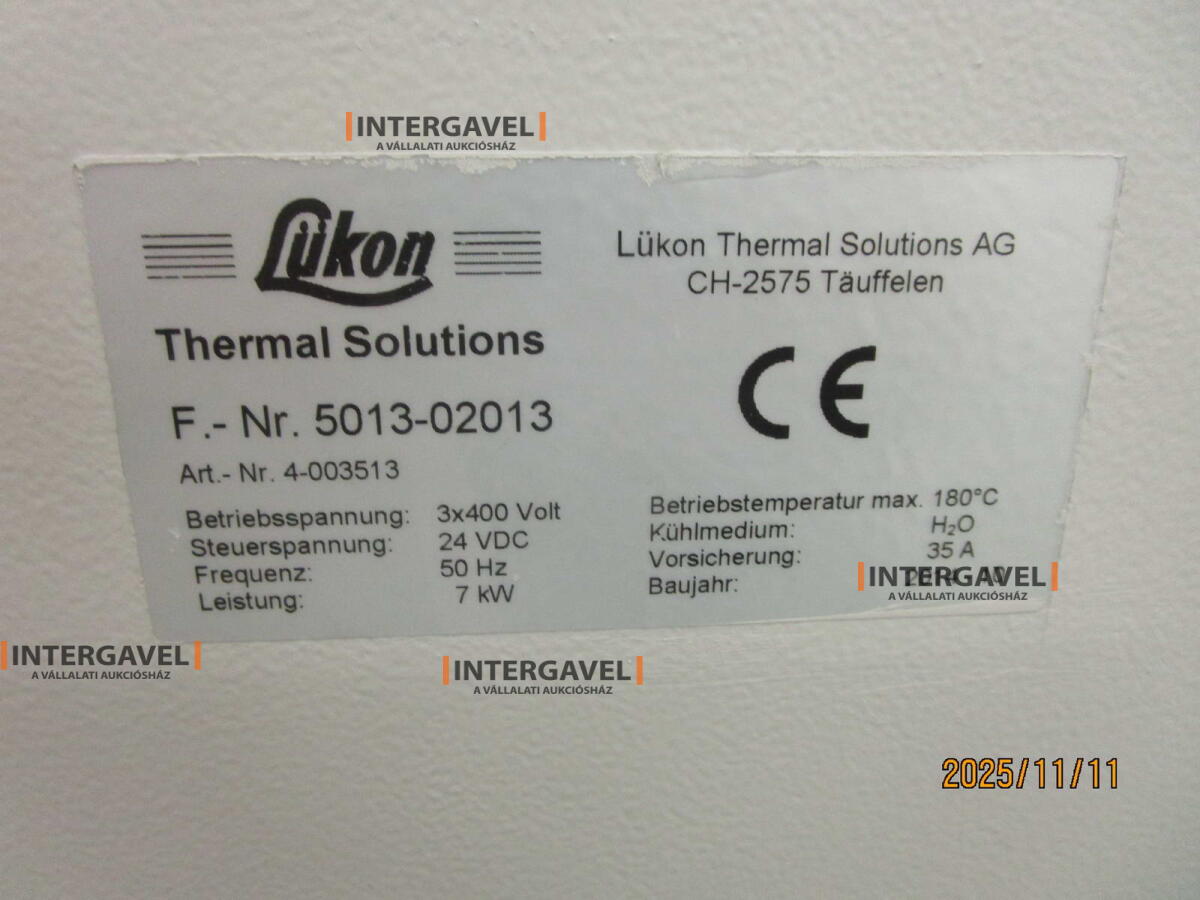 INTERGAVEL
A VÁLLALATI AUKCIÓSHÁZ
Lükon
Thermal Solutions
Lükon Thermal Solutions AG
CH-2575 Täuffelen
CE
F.- Nr. 5013-02013
Art.- Nr. 4-003513
Betriebsspannung: 3x400 Volt
Steuerspannung: 24 VDC
Frequenz: 50 Hz
Leistung: 7 kW
Betriebstemperatur max. 180°C
Kühlmedium: H₂O
Vorsicherung: 35 A
Baujahr:
INTERGAVEL
A VÁLLALATI AUKCIÓSHÁZ
INTERGAVEL
A VÁLLALATI AUKCIÓSHÁZ
INTERGAVEL
A VÁLLALATI AUKCIÓSHÁZ
2025/11/11